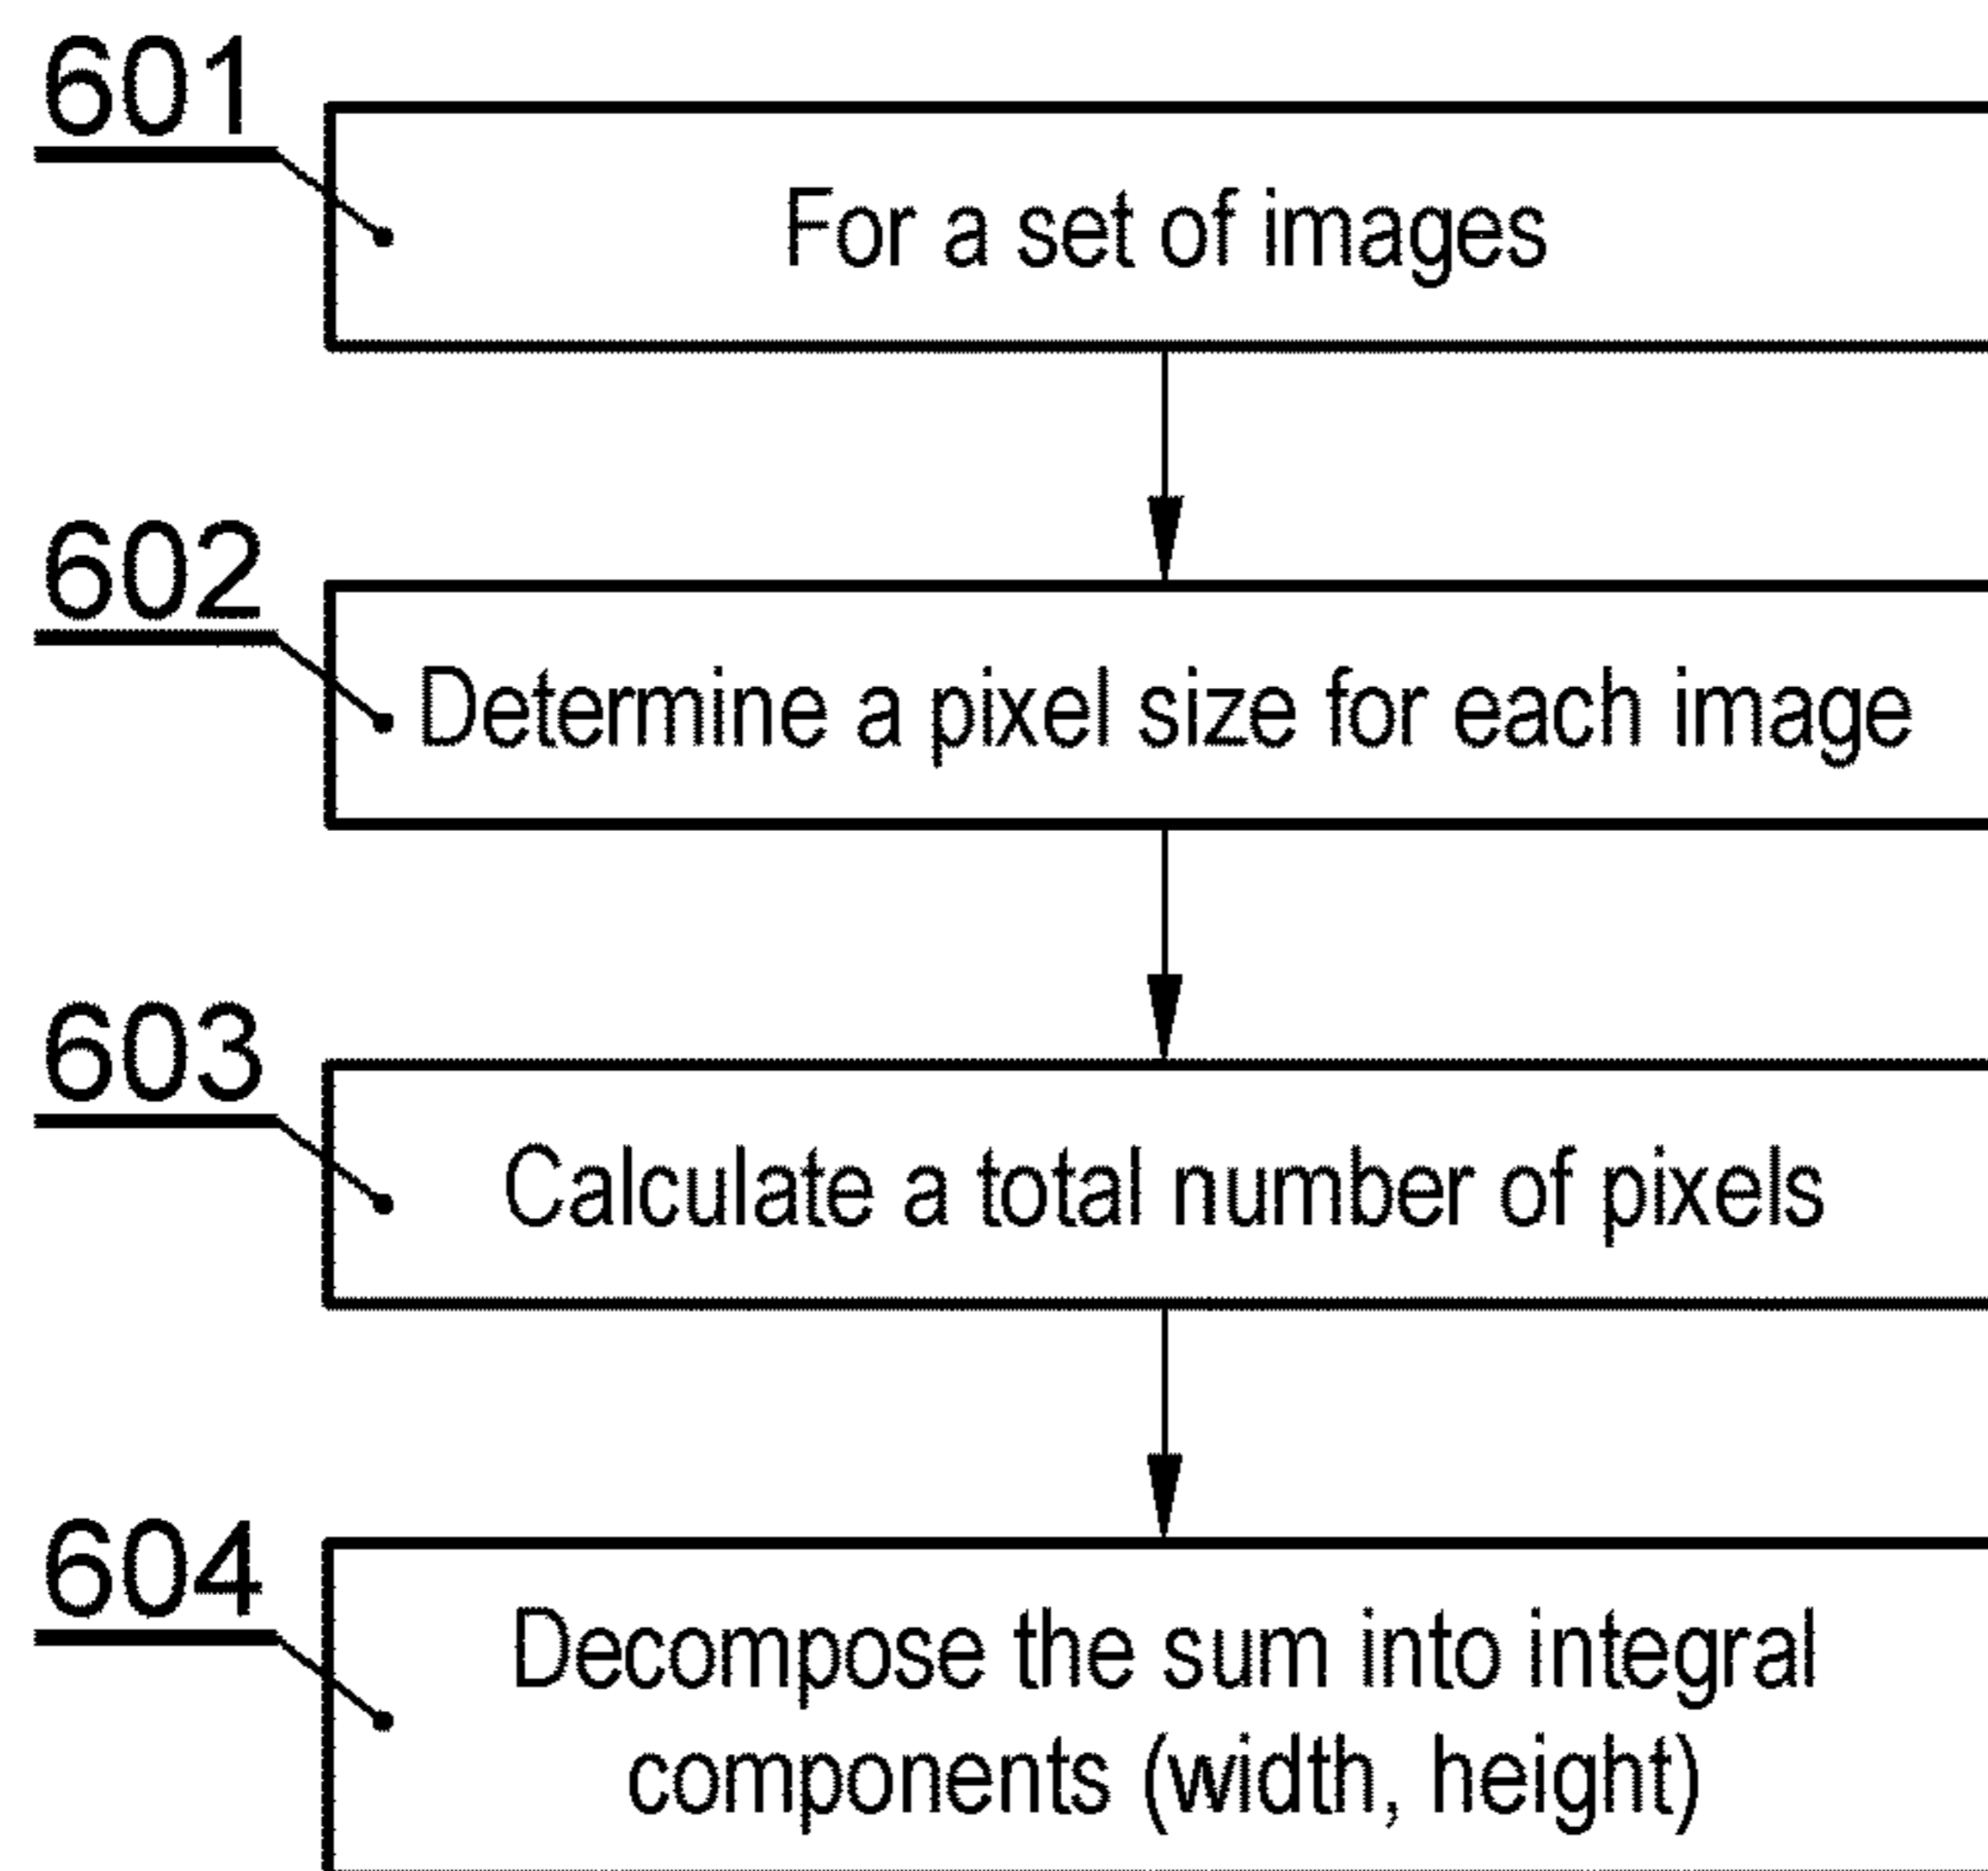 601
For a set of images
602
Determine a pixel size for each image
603
Calculate a total number of pixels
604
Decompose the sum into integral
components (width, height)